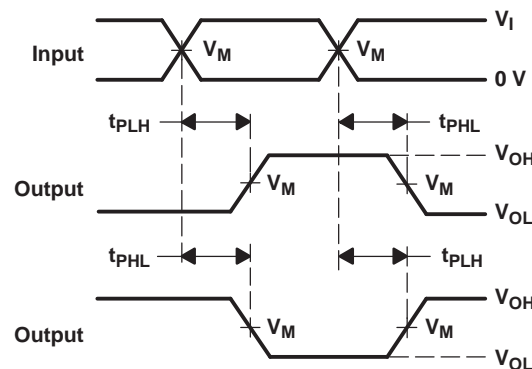 V_I
Input V_M V_M
0 V
t_PLH t_PHL
V_OH
Output V_M V_M
V_OL
t_PHL t_PLH
V_OH
Output V_M V_M
V_OL